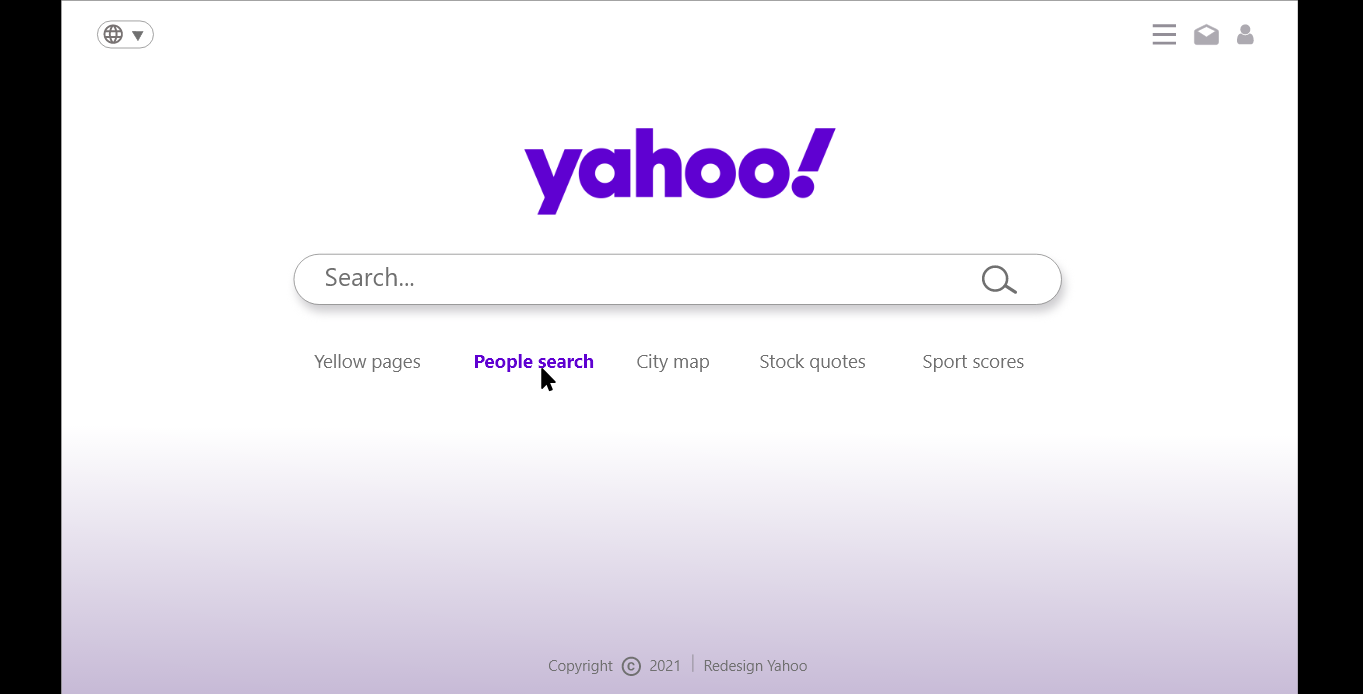 yahoo!
Search...
Yellow pages People search City map Stock quotes Sport scores
Copyright © 2021 | Redesign Yahoo